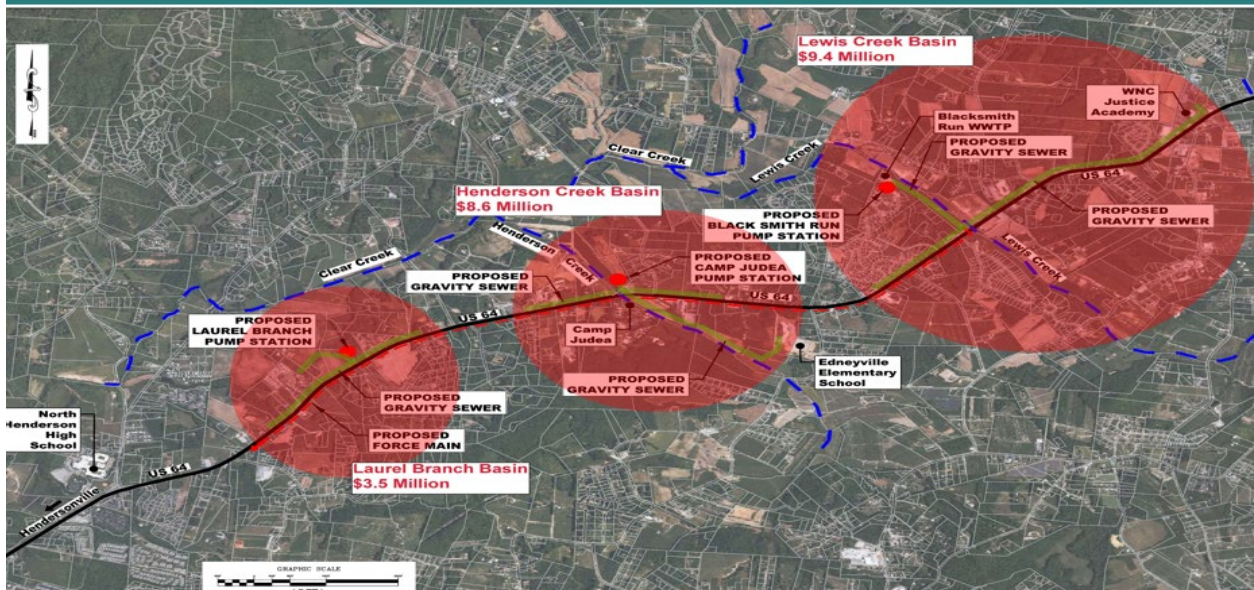 Lewis Creek Basin
$9.4 Million
WNC
Justice
Academy
Blacksmith
Run WWTP
PROPOSED
GRAVITY SEWER
Clear Creek
Lewis Creek
US 64
Henderson Creek Basin
$8.6 Million
PROPOSED
BLACK SMITH RUN
PUMP STATION
PROPOSED
GRAVITY SEWER
Henderson
Creek
Lewis Creek
Clear Creek
PROPOSED
GRAVITY SEWER
PROPOSED
CAMP JUDEA
PUMP STATION
US 64
PROPOSED
LAUREL BRANCH
PUMP STATION
US 64
Camp
Judea
Edneyville
Elementary
School
PROPOSED
GRAVITY SEWER
PROPOSED
GRAVITY SEWER
North
Henderson
High
School
PROPOSED
FORCE MAIN
Laurel Branch Basin
$3.5 Million
US 64
Hendersonville
GRAPHIC SCALE